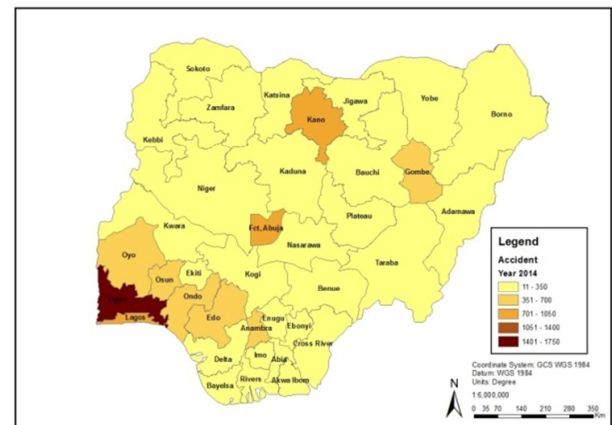 Sokoto
Zamfara
Katsina
Jigawa
Yobe
Borno
Kano
Kebbi
Gombe
Kaduna
Bauchi
Niger
Adamawa
Plateau
Kwara
Fct, Abuja
Nasarawa
Taraba
Oyo
Osun
Ekiti
Kogi
Benue
Ondo
Ogun
Lagos
Edo
Enugu
Anambra
Ebonyi
Cross River
Delta
Imo
Abia
Bayelsa
Rivers
Akwa Ibom
Legend
Accident
Year 2014
11 - 350
351 - 700
701 - 1050
1051 - 1400
1401 - 1750
Coordinate System: GCS WGS 1984
Datum: WGS 1984
Units: Degree
1:6,000,000
N
0 35 70 140 210 280 350
Km